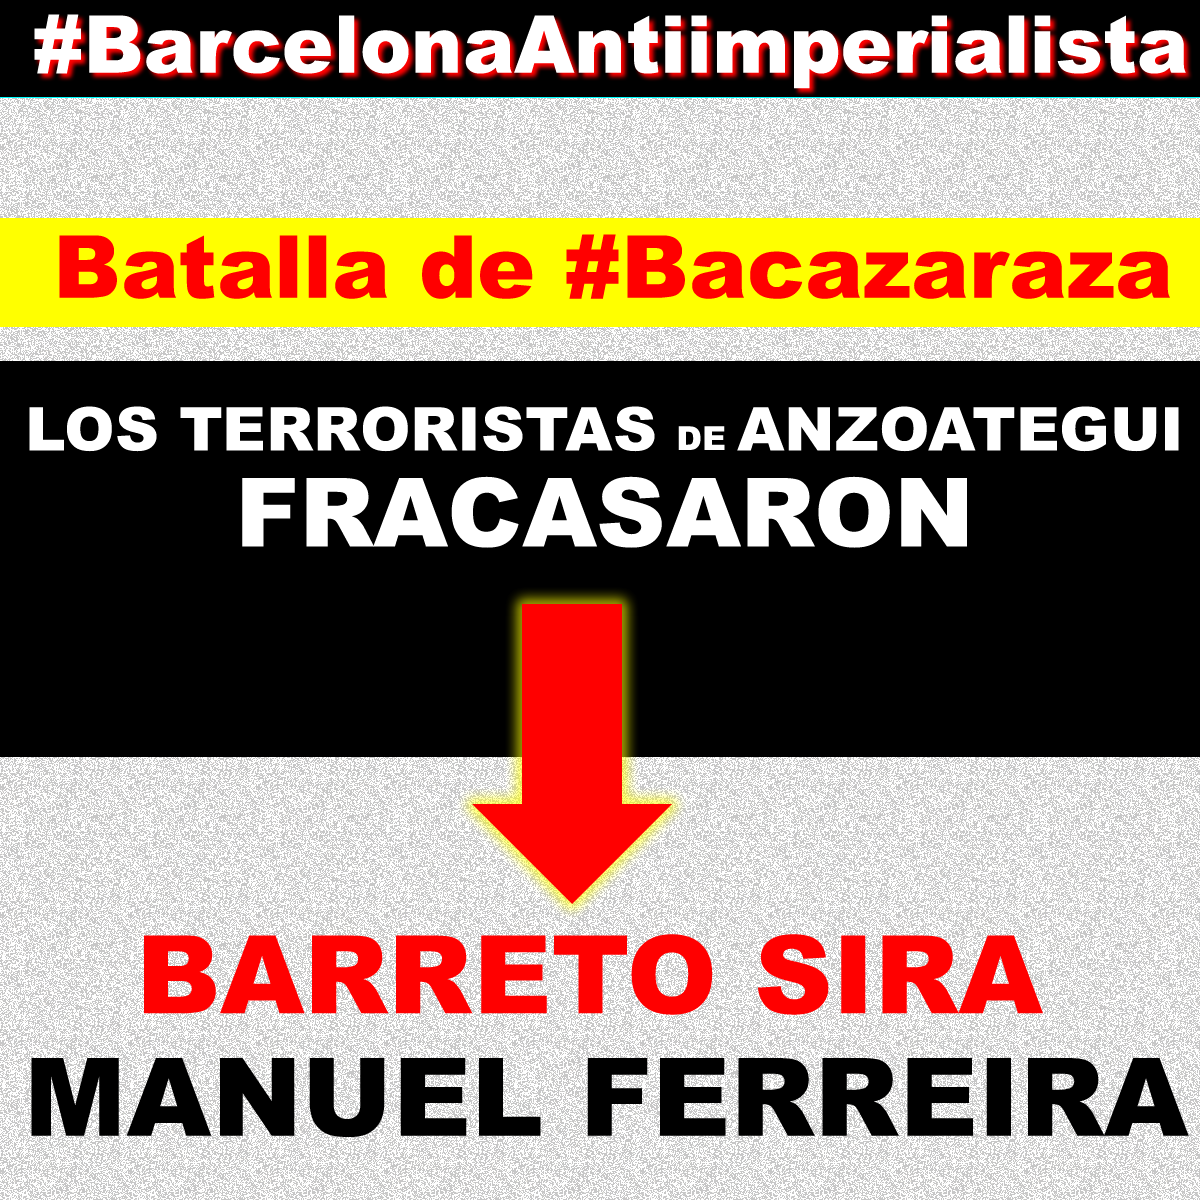 #BarcelonaAntiimperialista
Batalla de #Bacazaraza
LOS TERRORISTAS DE ANZOATEGUI
FRACASARON
BARRETO SIRA
MANUEL FERREIRA